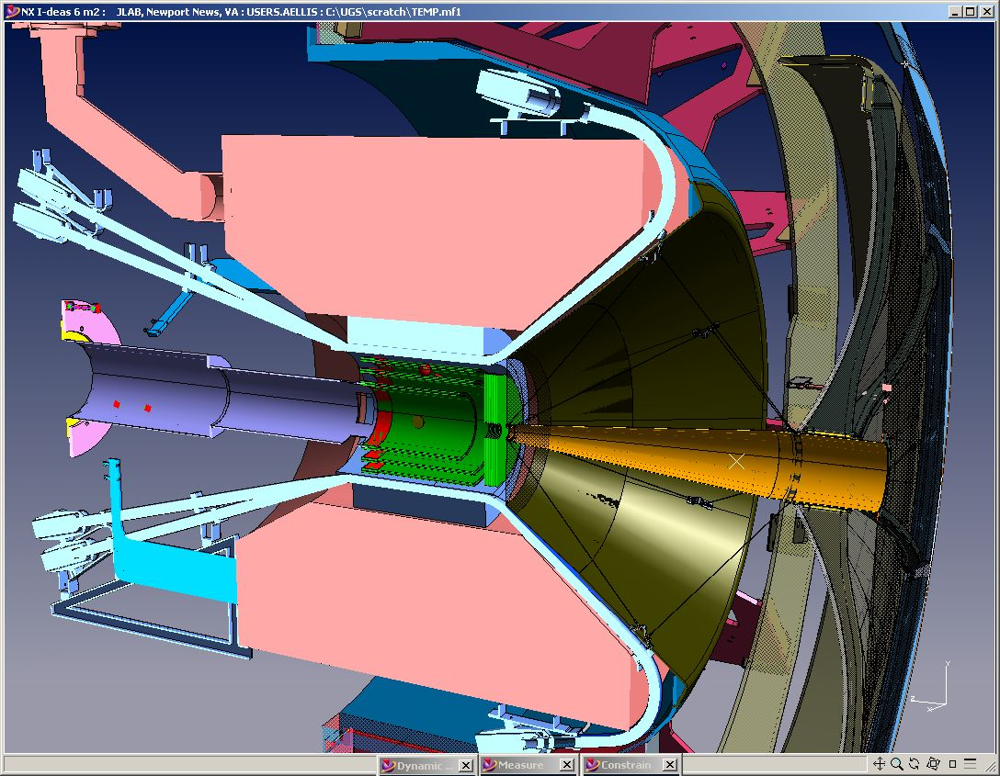 NX I-deas 6 m2 : JLAB, Newport News, VA : USERS.AELLIS : C:\UGS\scratch\TEMP.mf1
Y
Z
X
Dynamic ...
Measure
Constrain